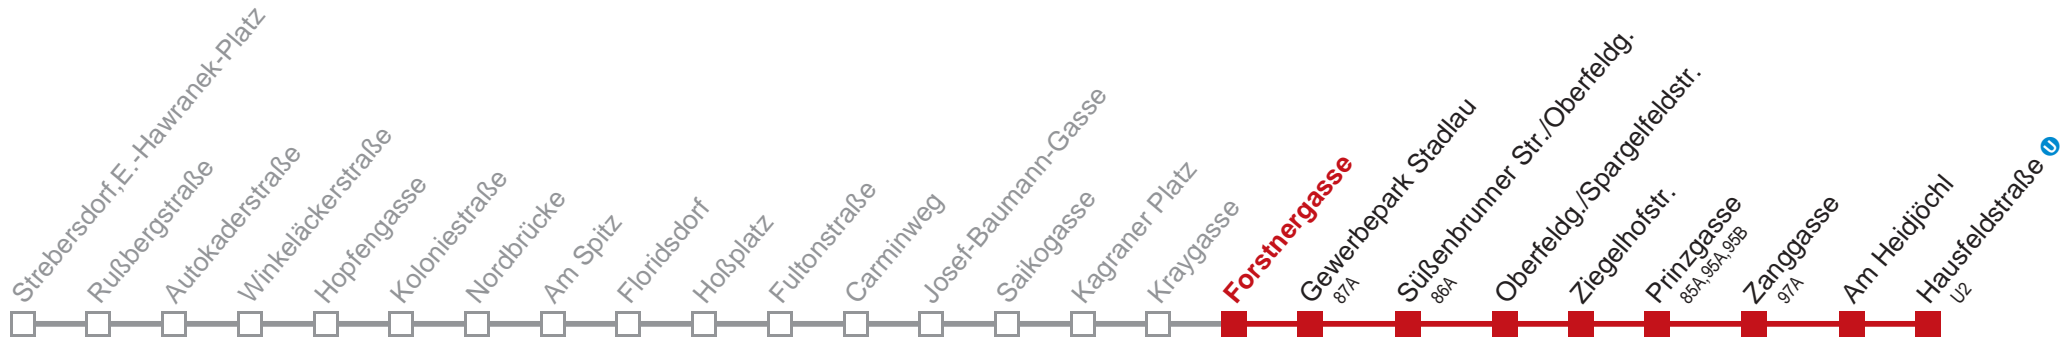 Strebersdorf,E.-Hawranek-Platz
Rußbergstraße
Autokaderstraße
Winkeläckerstraße
Hopfengasse
Koloniestraße
Nordbrücke
Am Spitz
Floridsdorf
Hoßplatz
Fultonstraße
Carminweg
Josef-Baumann-Gasse
Saikogasse
Kagraner Platz
Kraygasse
Forstnergasse
Gewerbepark Stadlau
87A
Süßenbrunner Str./Oberfeldg.
86A
Oberfeldg./Spargelfeldstr.
Ziegelhofstr.
Prinzgasse
85A,95A,95B
Zanggasse
97A
Am Heidjöchl
Hausfeldstraße U
U2